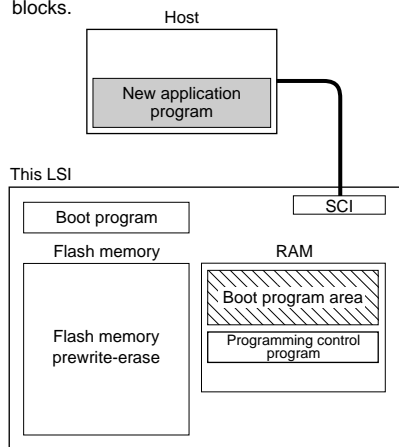 blocks.
Host
New application
program
This LSI
SCI
Boot program
Flash memory
RAM
Boot program area
Flash memory
prewrite-erase
Programming control
program